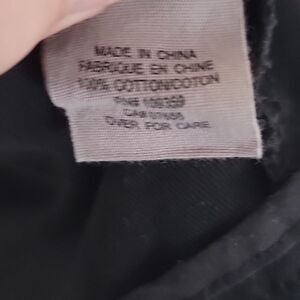 MADE IN CHINA
FABRIQUE EN CHINE
100% COTTON/COTON
OVER FOR CARE